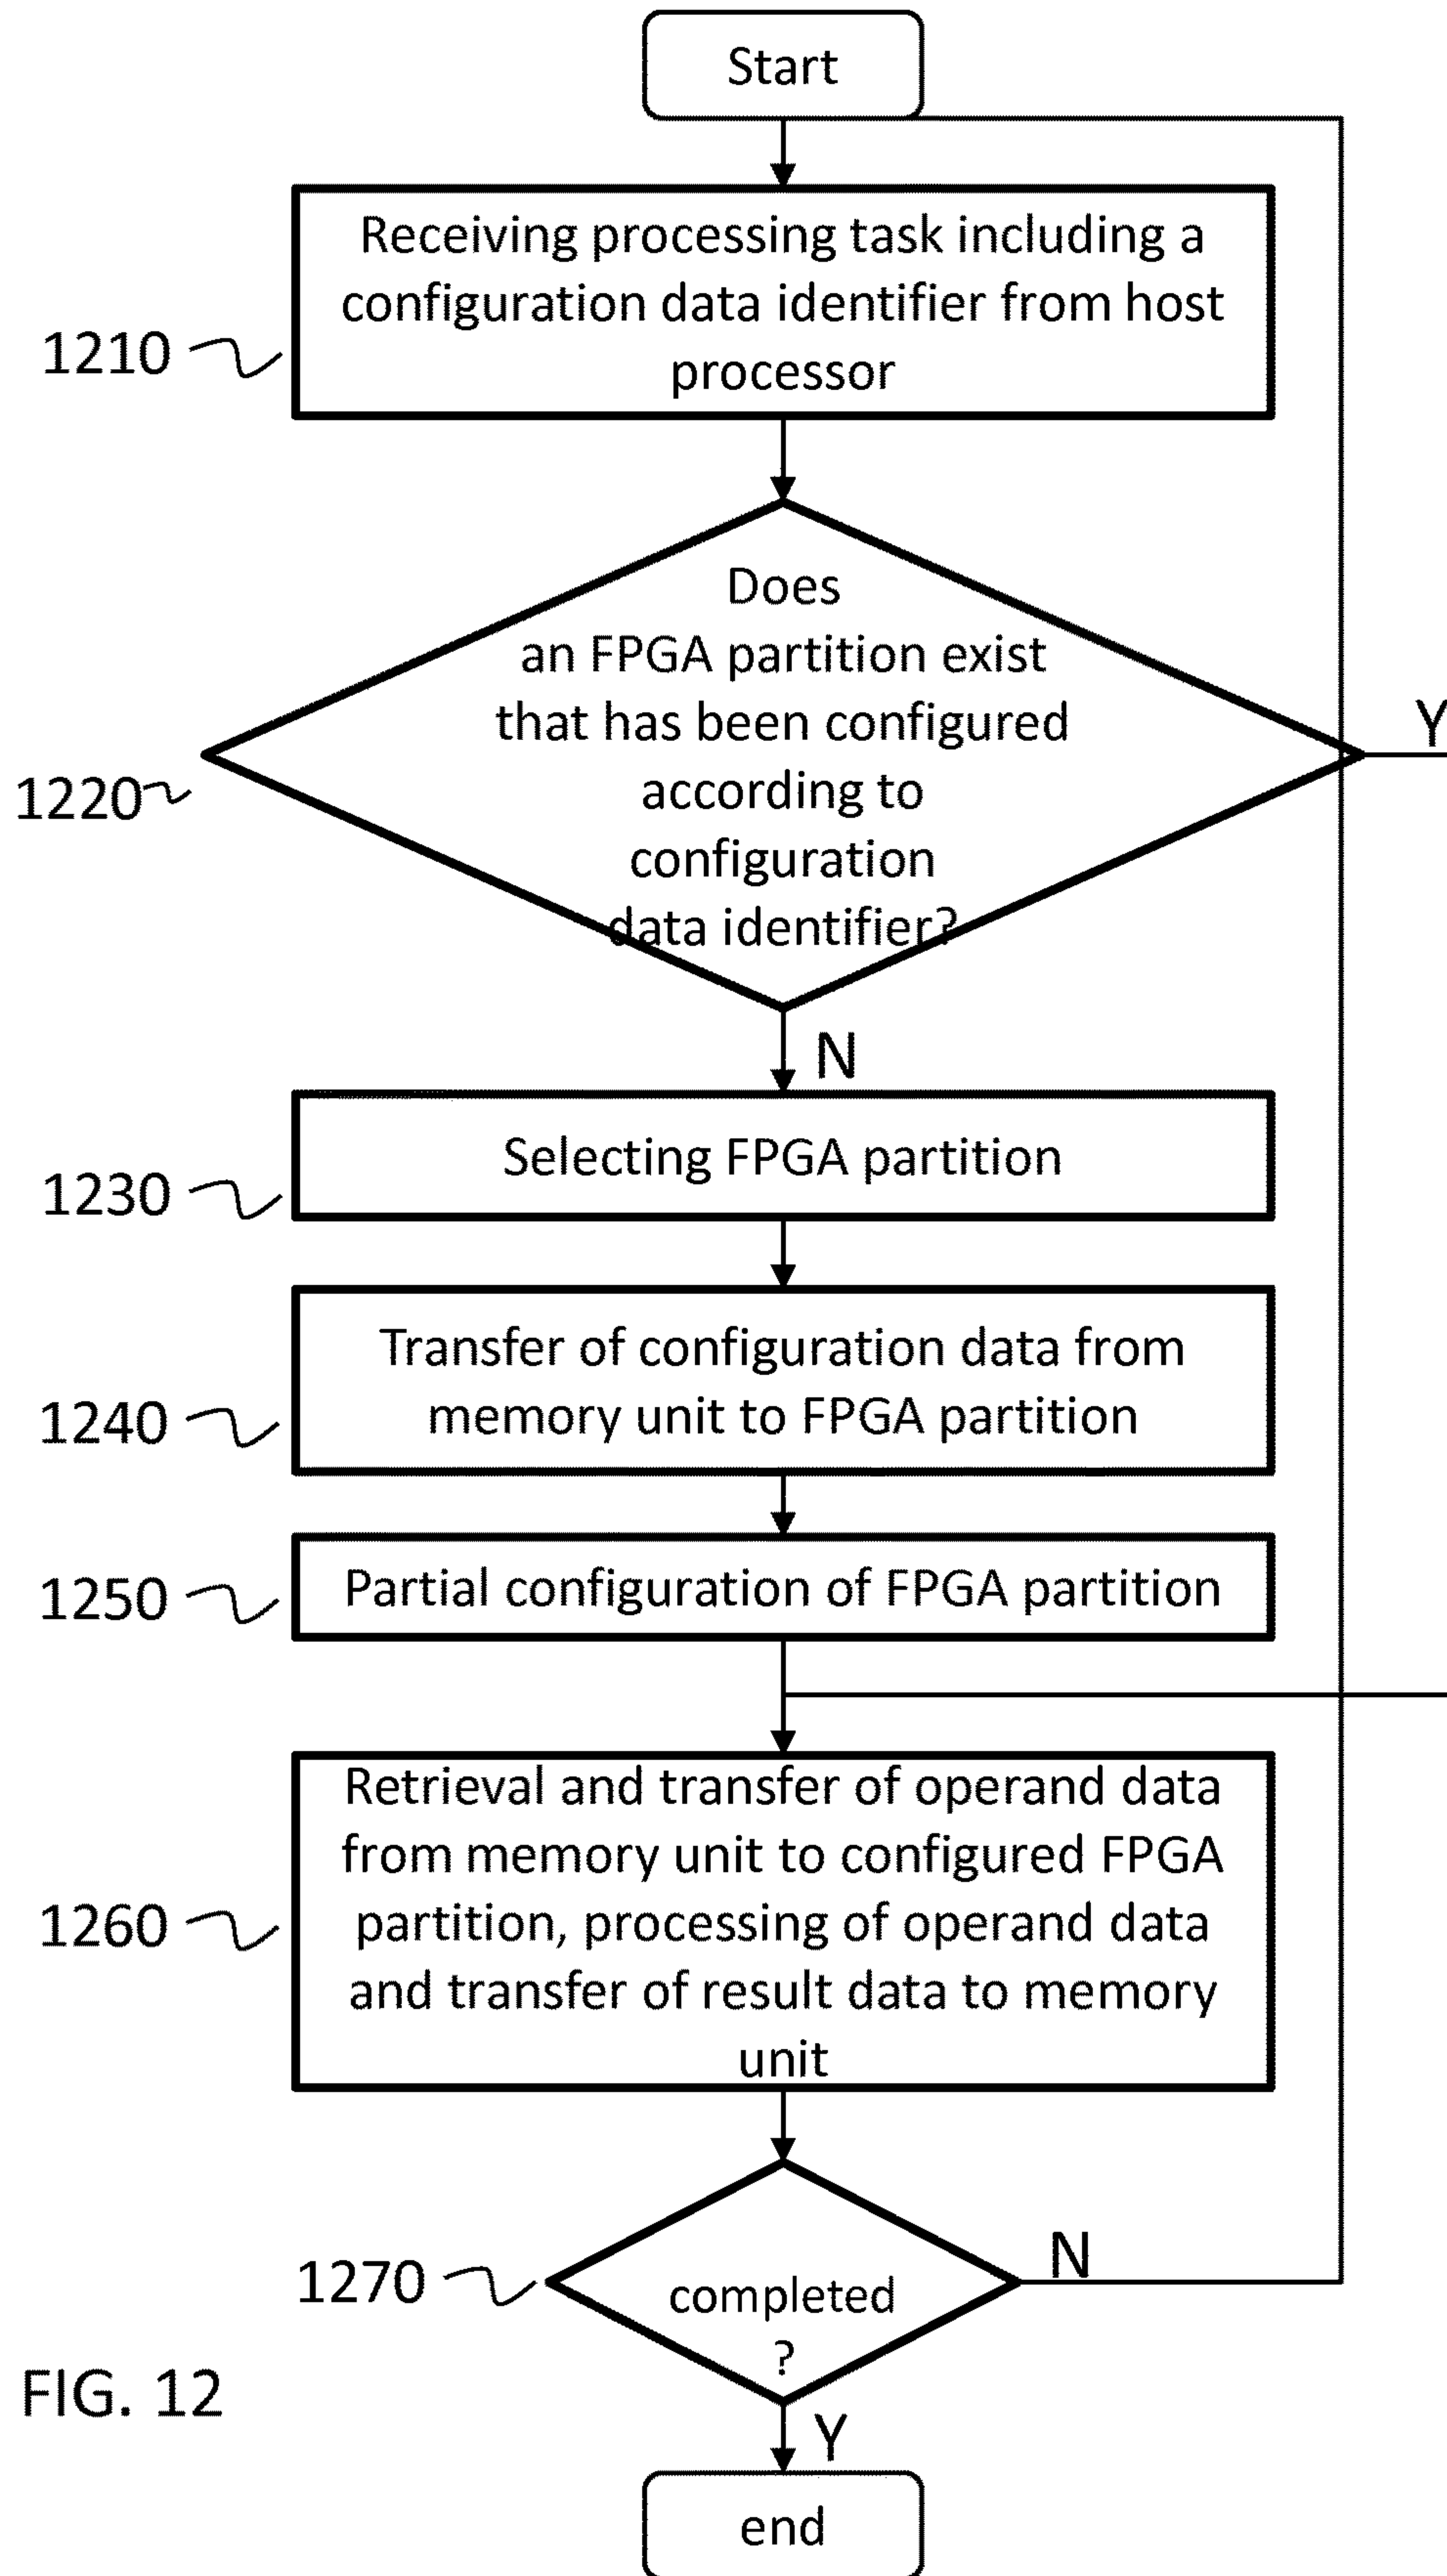 Start
Receiving processing task including a
configuration data identifier from host
processor
1210
Does
an FPGA partition exist
that has been configured
according to
configuration
data identifier?
1220
Y
N
Selecting FPGA partition
1230
Transfer of configuration data from
memory unit to FPGA partition
1240
Partial configuration of FPGA partition
1250
Retrieval and transfer of operand data
from memory unit to configured FPGA
partition, processing of operand data
and transfer of result data to memory
unit
1260
completed
?
1270
N
Y
FIG. 12
end